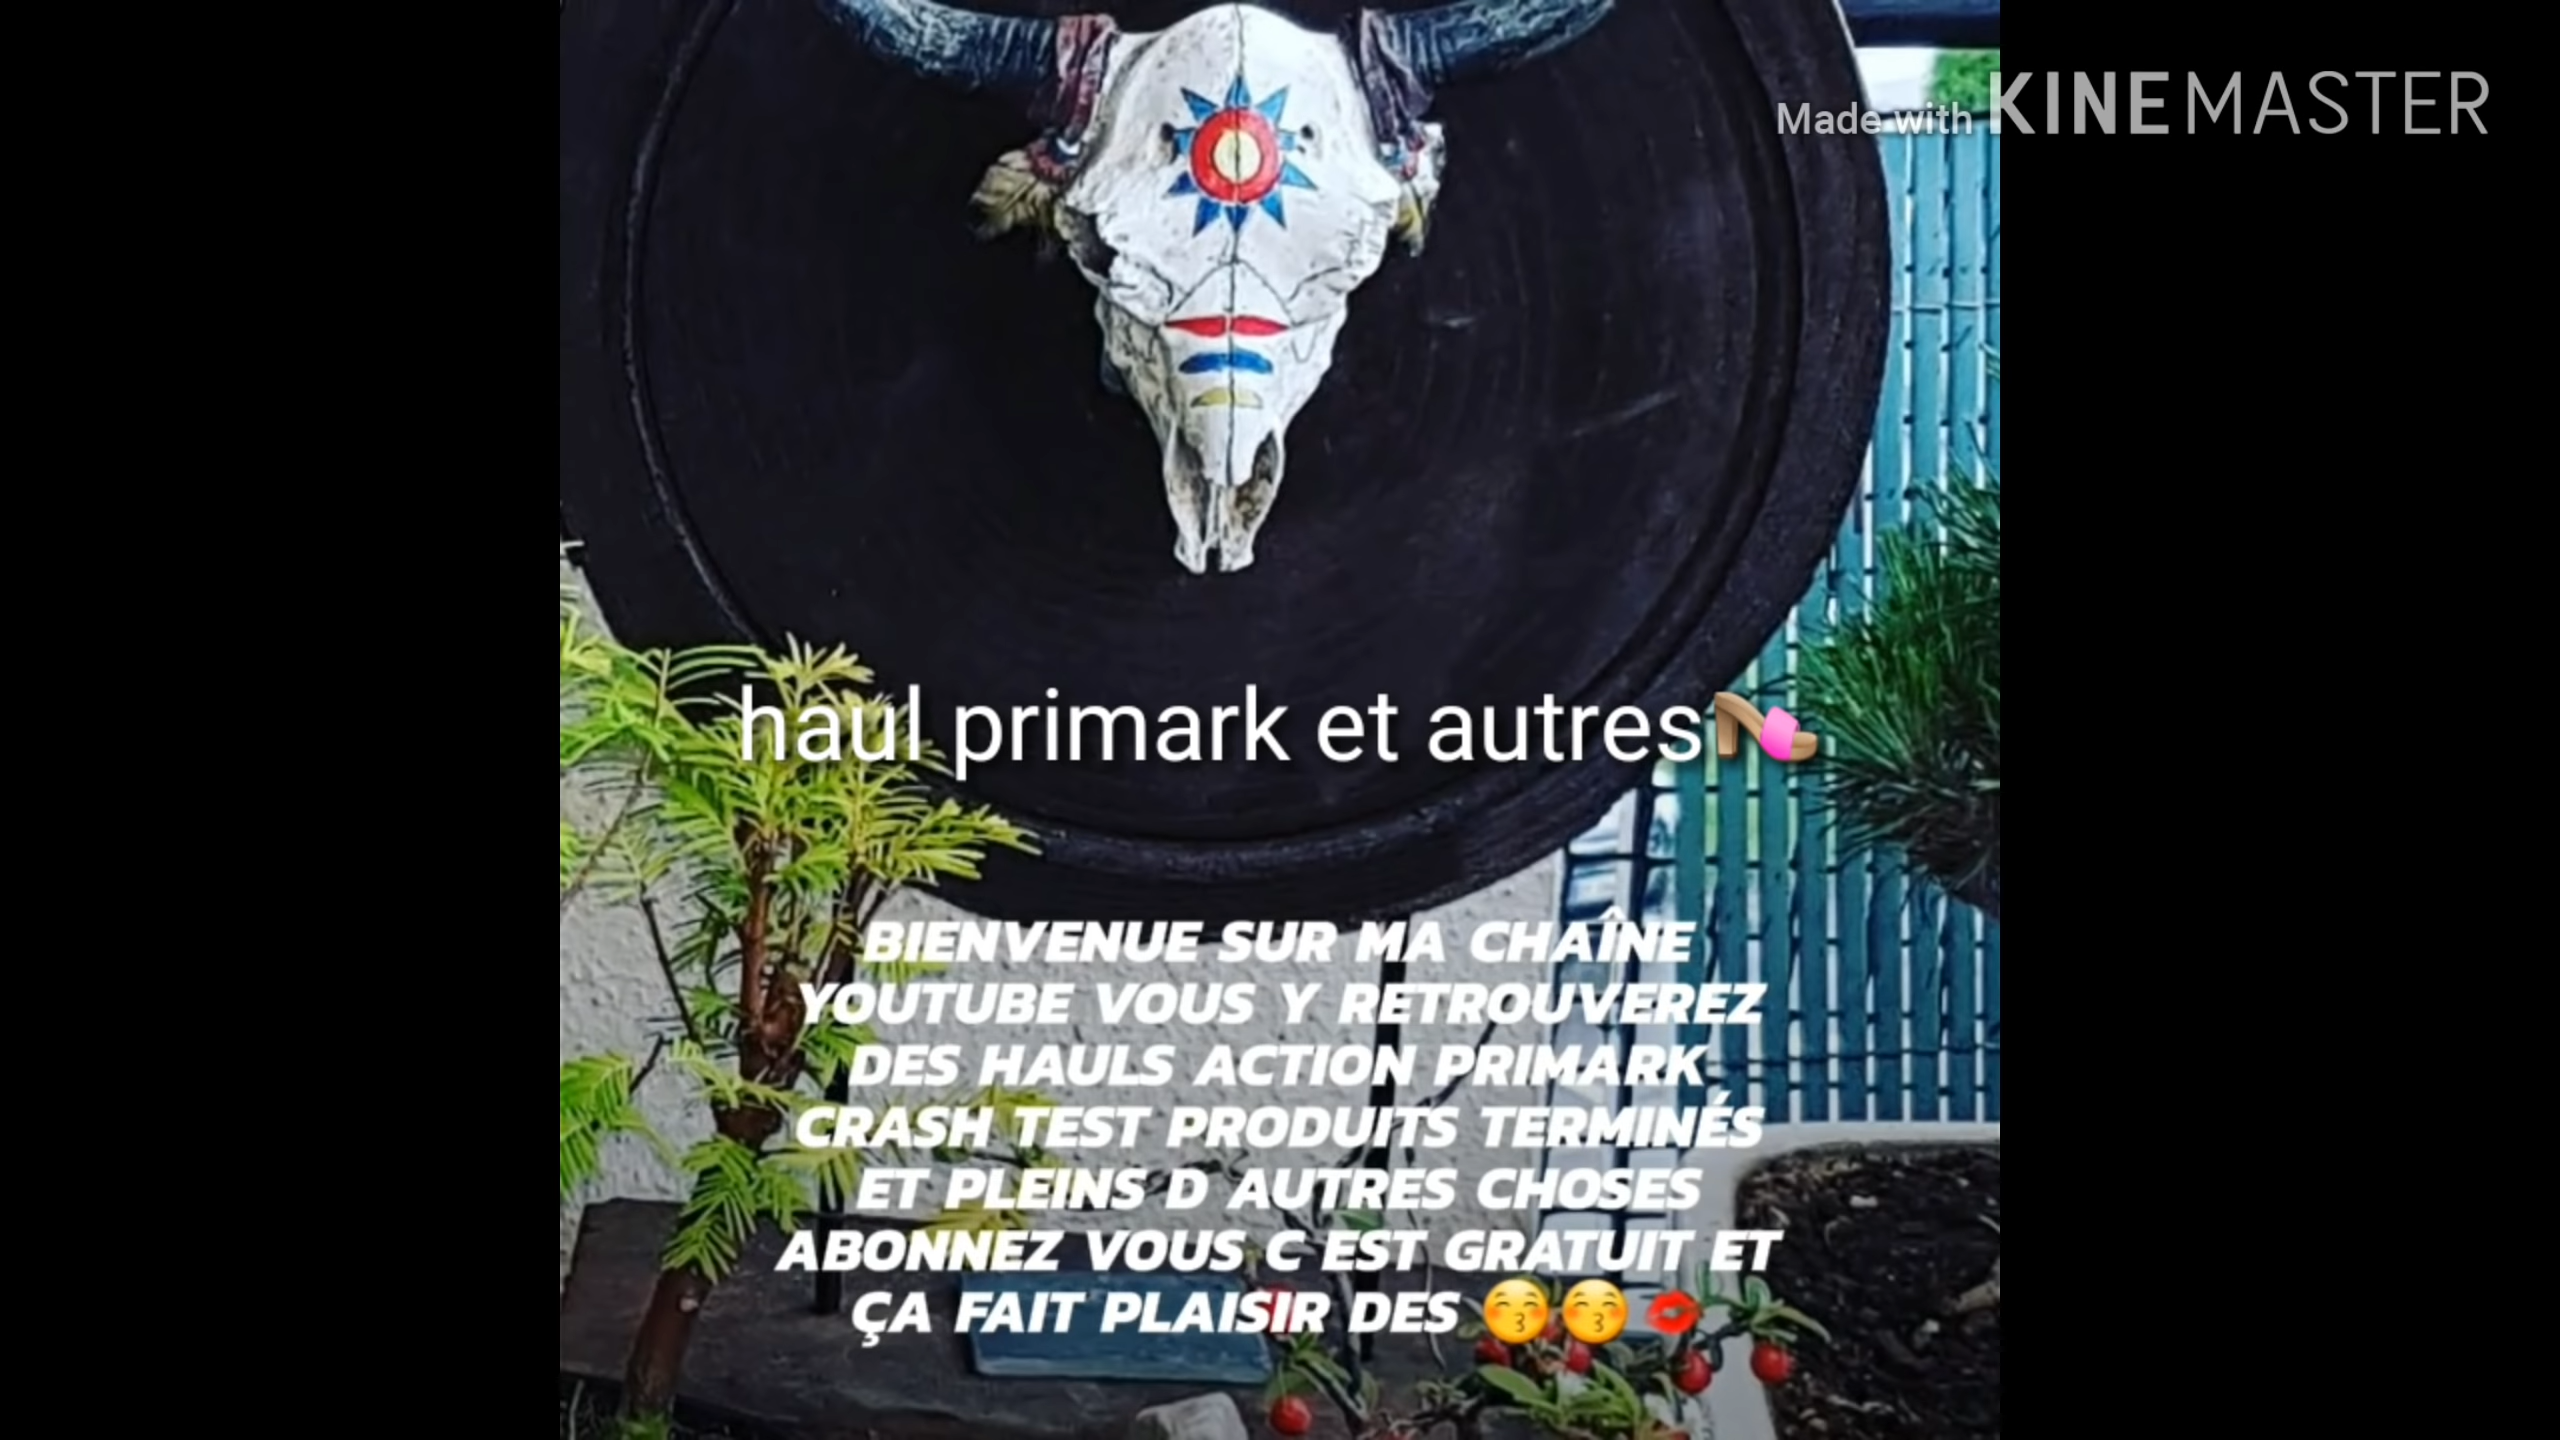 Made with KINEMASTER
haul primark et autres👡
BIENVENUE SUR MA CHAÎNE
YOUTUBE VOUS Y RETROUVEREZ
DES HAULS ACTION PRIMARK
CRASH TEST PRODUITS TERMINÉS
ET PLEINS D AUTRES CHOSES
ABONNEZ VOUS C EST GRATUIT ET
ÇA FAIT PLAISIR DES 😚😚💋